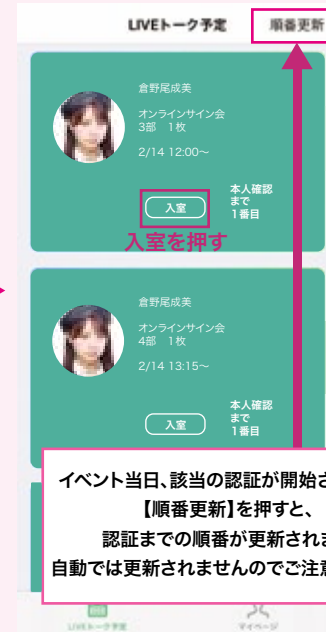 LIVEトーク予定
順番更新
倉野尾成美
オンラインサイン会
3部 1枚
2/14 12:00〜
入室
本人確認
まで
1番目
入室を押す
倉野尾成美
オンラインサイン会
4部 1枚
2/14 13:15〜
入室
本人確認
まで
1番目
イベント当日、該当の認証が開始さ
【順番更新】を押すと、
認証までの順番が更新されま
自動では更新されませんのでご注意
LIVEトーク予定
マイページ